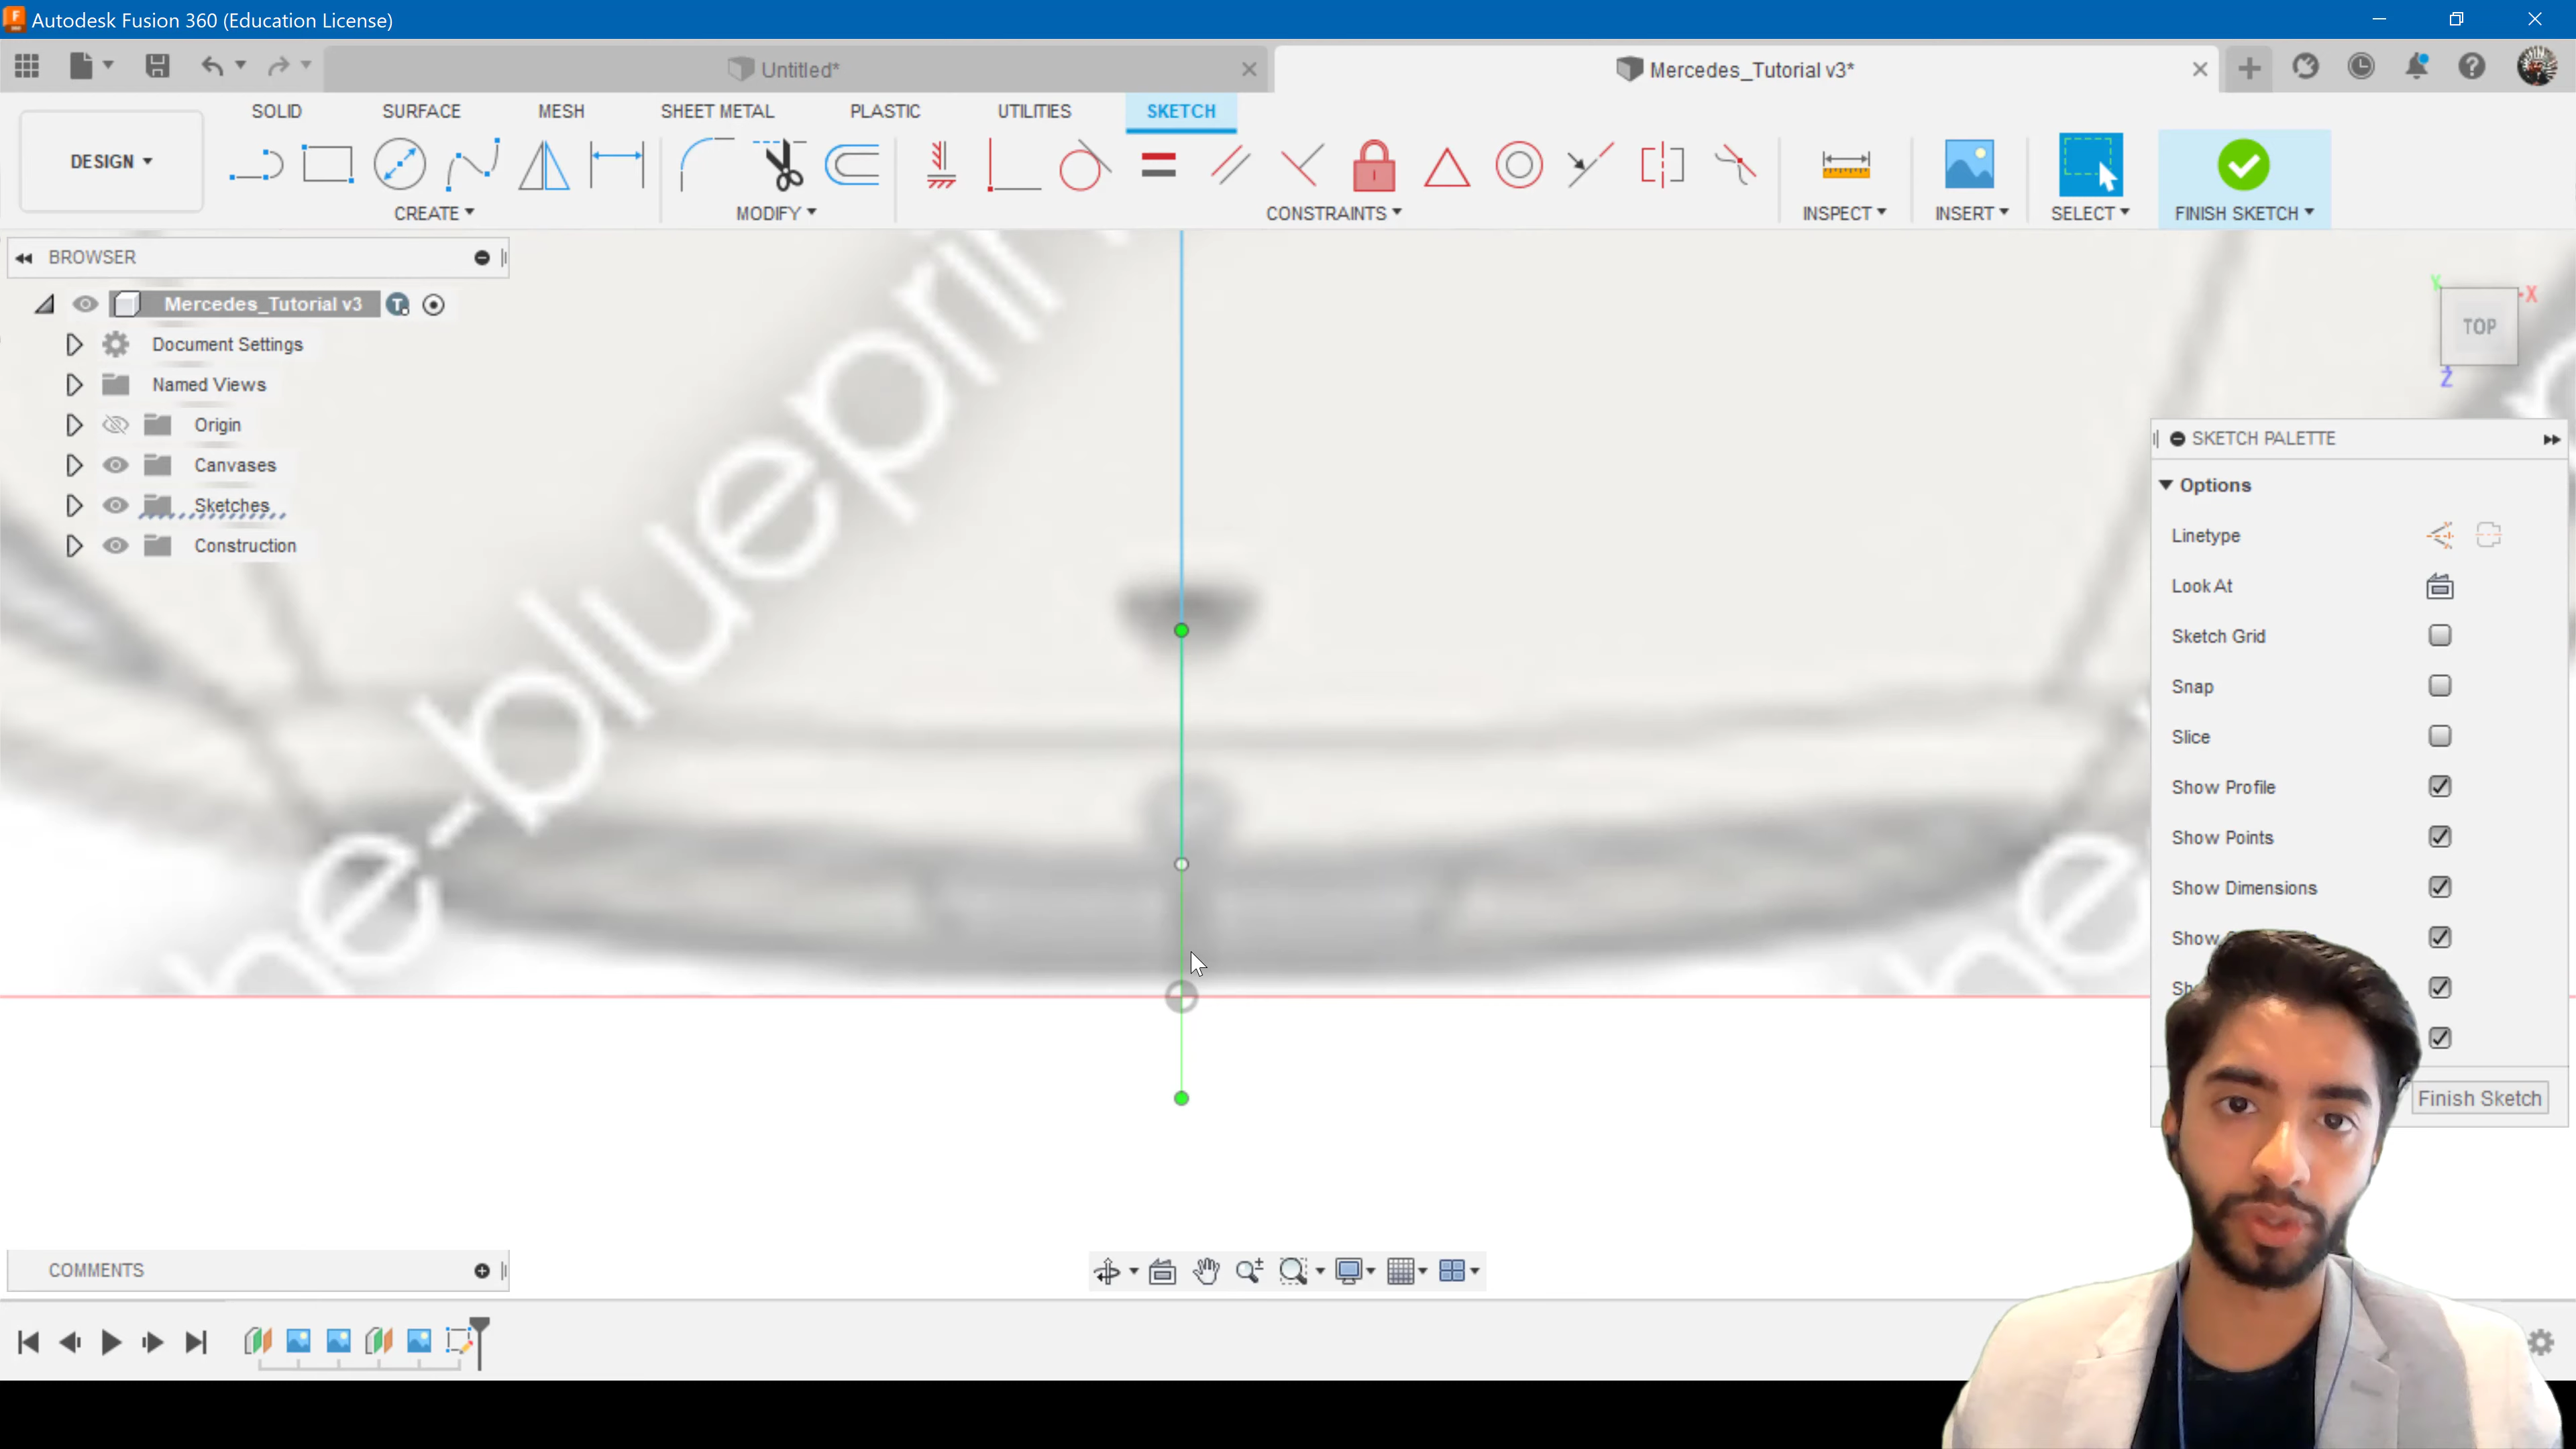 Autodesk Fusion 360 (Education License)
Untitled*
Mercedes_Tutorial v3*
DESIGN
SOLID SURFACE MESH SHEET METAL PLASTIC UTILITIES SKETCH
CREATE MODIFY CONSTRAINTS INSPECT INSERT SELECT FINISH SKETCH
BROWSER
Mercedes_Tutorial v3
Document Settings
Named Views
Origin
Canvases
Sketches
Construction
he-blueprin
he
Y
X
TOP
Z
SKETCH PALETTE
Options
Linetype
Look At
Sketch Grid
Snap
Slice
Show Profile
Show Points
Show Dimensions
Show
Finish Sketch
COMMENTS